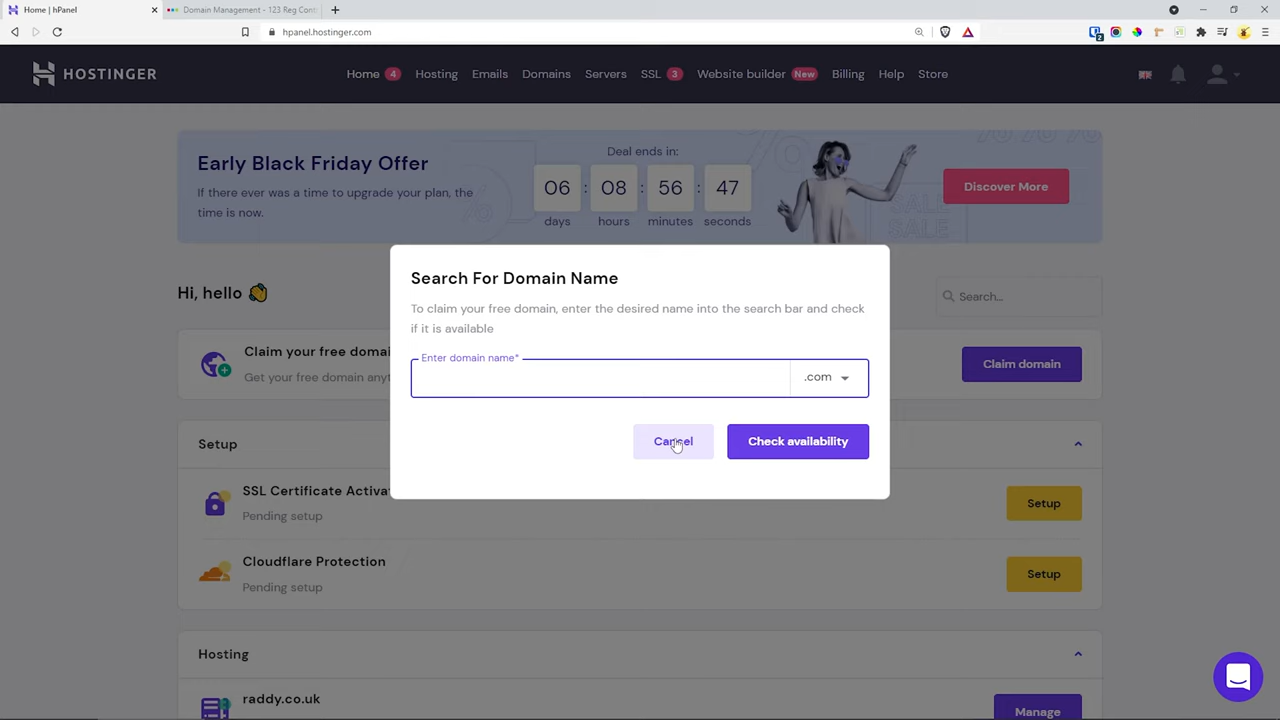 Home | hPanel
Domain Management - 123 Reg Cont
hpanel.hostinger.com
2
HOSTINGER
Home 4 Hosting Emails Domains Servers SSL 3 Website builder New Billing Help Store
Early Black Friday Offer
If there ever was a time to upgrade your plan, the
time is now.
Deal ends in:
06 : 08 : 56 : 47
days hours minutes seconds
%
SALE
SALE
Discover More
Hi, hello
Search...
Claim your free domai
Get your free domain anyt
Claim domain
Search For Domain Name
To claim your free domain, enter the desired name into the search bar and check
if it is available
Enter domain name*
.com
Cancel
Check availability
Setup
SSL Certificate Activat
Pending setup
Setup
Cloudflare Protection
Pending setup
Setup
Hosting
raddy.co.uk
Manage